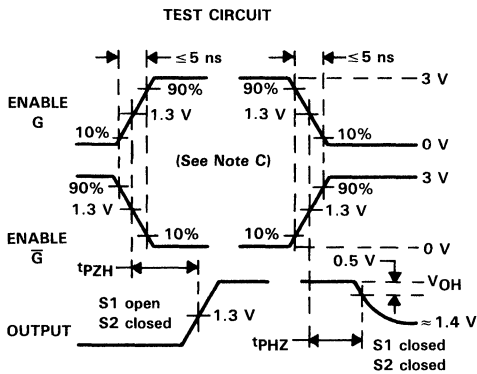 TEST CIRCUIT
≤5 ns
≤5 ns
90%
90%
3 V
ENABLE
G
1.3 V
1.3 V
10%
10%
0 V
(See Note C)
3 V
90%
90%
1.3 V
1.3 V
ENABLE
G̅
10%
10%
0 V
tPZH
0.5 V
VOH
S1 open
S2 closed
1.3 V
OUTPUT
≈1.4 V
tPHZ
S1 closed
S2 closed